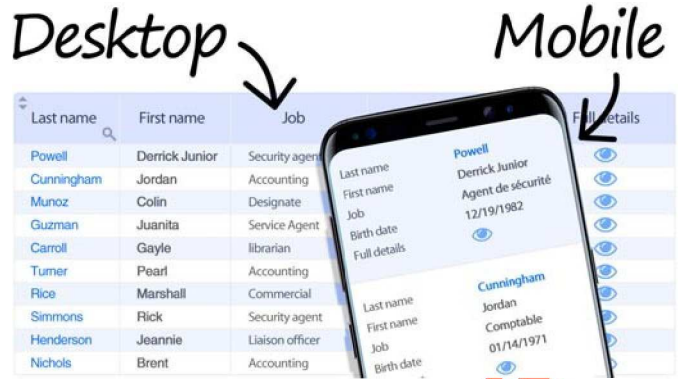 Desktop Mobile
Last name First name Job Full details
Powell Derrick Junior Security agent
Cunningham Jordan Accounting
Munoz Colin Designate
Guzman Juanita Service Agent
Carroll Gayle librarian
Turner Pearl Accounting
Rice Marshall Commercial
Simmons Rick Security agent
Henderson Jeannie Liaison officer
Nichols Brent Accounting
Last name Powell
First name Derrick Junior
Job Agent de sécurité
Birth date 12/19/1982
Full details
Last name Cunningham
First name Jordan
Job Comptable
Birth date 01/14/1971